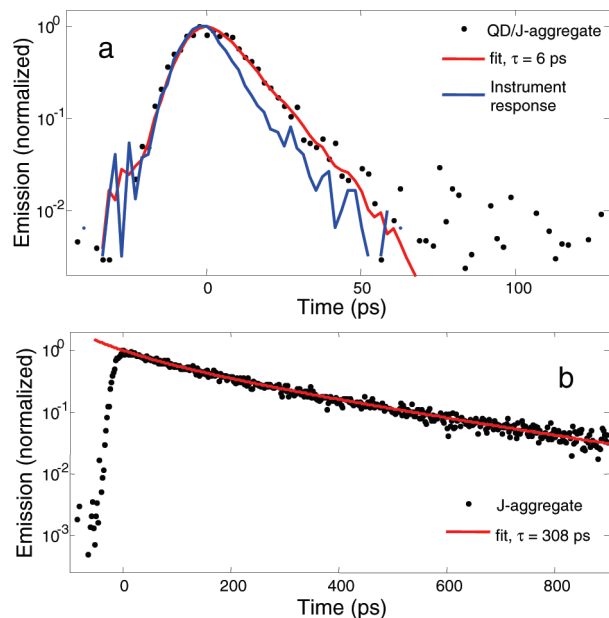 a
QD/J-aggregate
fit, τ = 6 ps
Instrument
response
Emission (normalized)
10⁰
10⁻¹
10⁻²
0
50
100
Time (ps)
b
J-aggregate
fit, τ = 308 ps
Emission (normalized)
10⁰
10⁻¹
10⁻²
10⁻³
0
200
400
600
800
Time (ps)